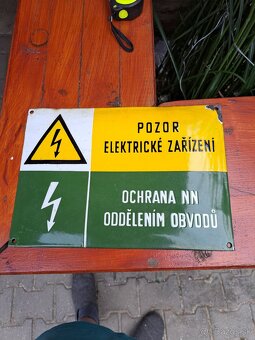 POZOR
ELEKTRICKÉ ZAŘÍZENÍ
OCHRANA NN
ODDĚLENÍM OBVODŮ